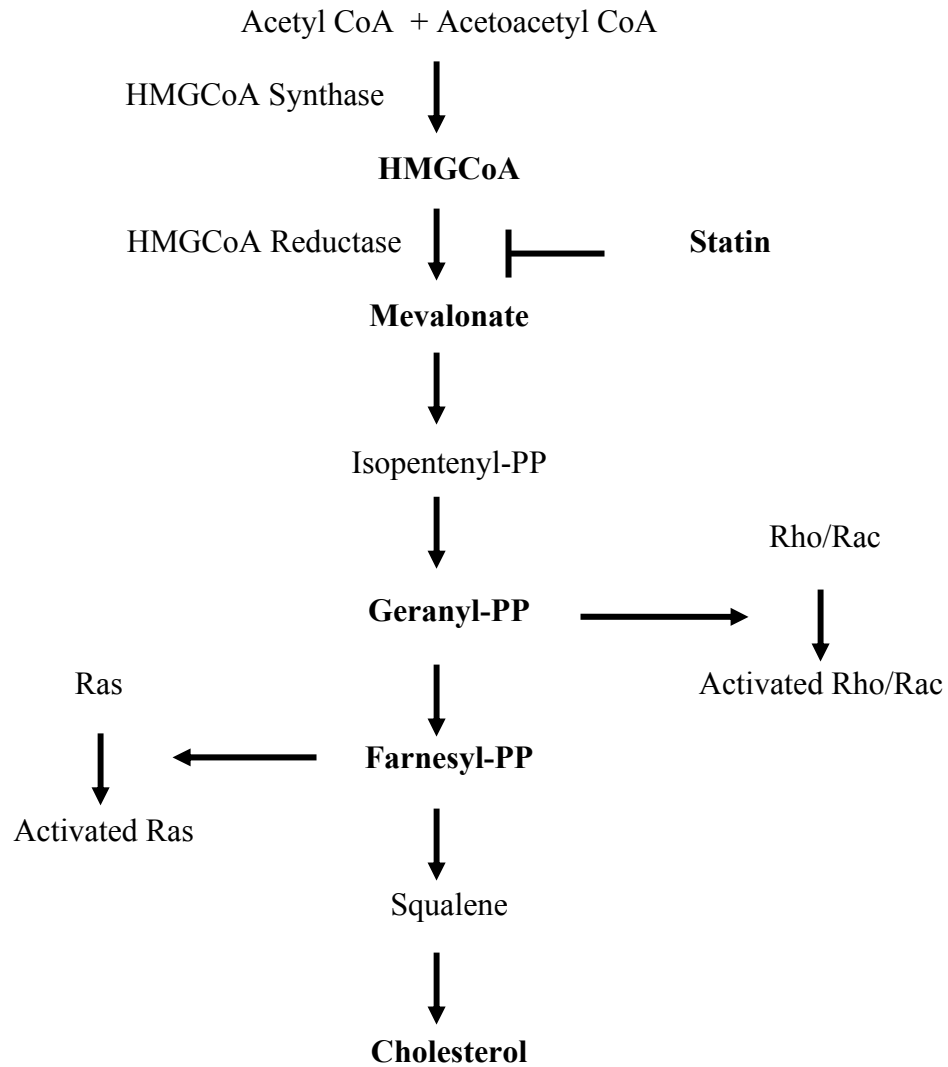 Acetyl CoA + Acetoacetyl CoA
HMGCoA Synthase
HMGCoA
HMGCoA Reductase
Statin
Mevalonate
Isopentenyl-PP
Rho/Rac
Geranyl-PP
Ras
Activated Rho/Rac
Farnesyl-PP
Activated Ras
Squalene
Cholesterol